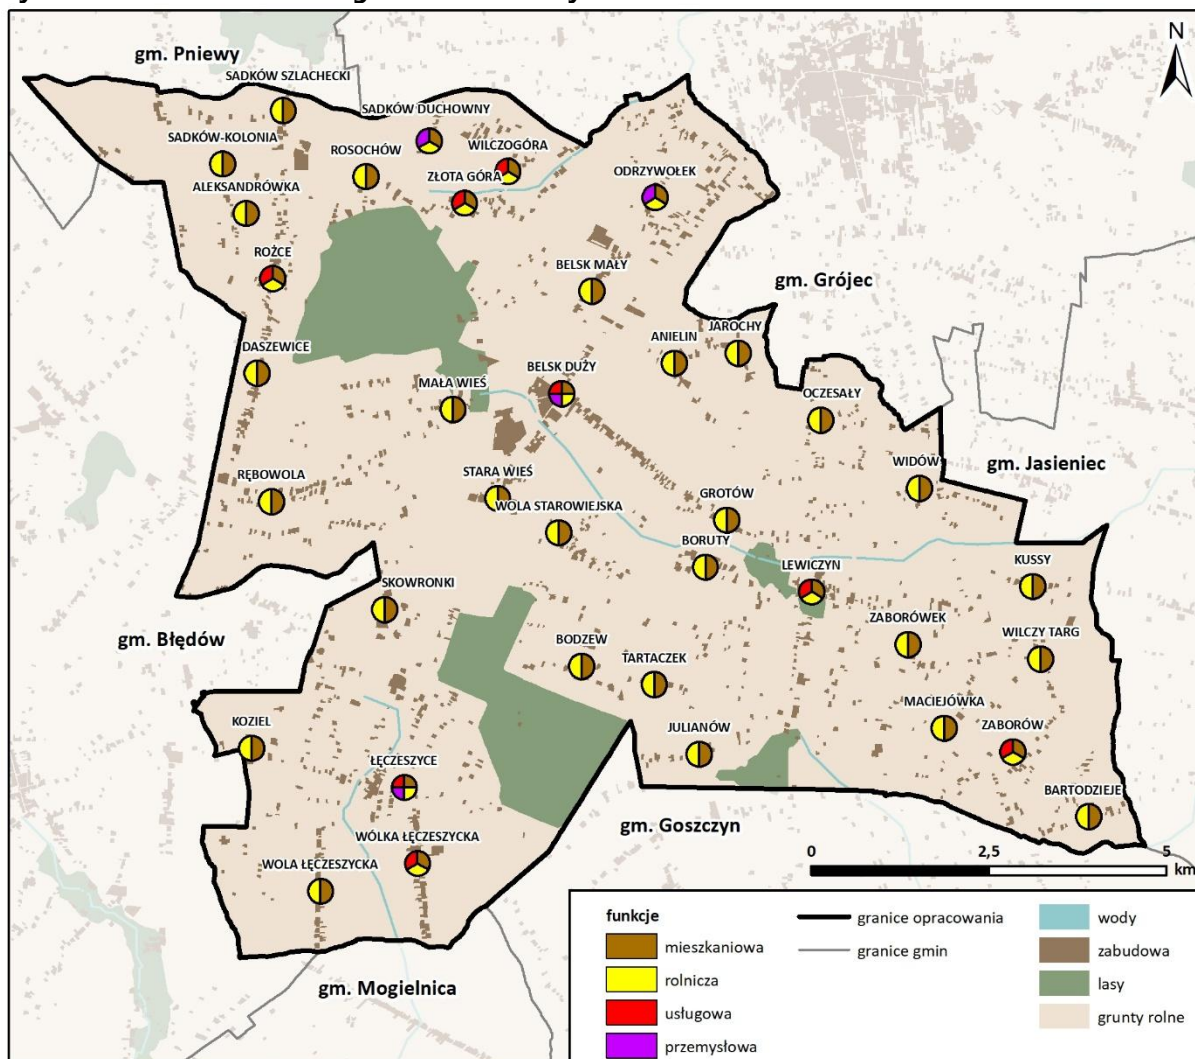 gm. Pniewy
N
SADKÓW SZLACHECKI
SADKÓW DUCHOWNY
SADKÓW-KOLONIA
ROSOCHÓW
WILCZOGÓRA
ZŁOTA GÓRA
ODRZYWOŁEK
ALEKSANDRÓWKA
ROŻCE
BELSK MAŁY
gm. Grójec
JAROCHY
ANIELIN
DASZEWICE
MAŁA WIEŚ
BELSK DUŻY
OCZESAŁY
WIDÓW
gm. Jasieniec
RĘBOWOLA
STARA WIEŚ
WOLA STAROWIEJSKA
GROTÓW
BORUTY
LEWICZYN
KUSSY
SKOWRONKI
gm. Błędów
ZABORÓWEK
WILCZY TARG
BODZEW
TARTACZEK
MACIEJÓWKA
ZABORÓW
KOZIEL
JULIANÓW
ŁĘCZESZYCE
BARTODZIEJE
gm. Goszczyn
WÓLKA ŁĘCZESZYCKA
WOLA ŁĘCZESZYCKA
0 2,5 5
km
gm. Mogielnica
funkcje
mieszkaniowa
rolnicza
usługowa
przemysłowa
granice opracowania
granice gmin
wody
zabudowa
lasy
grunty rolne